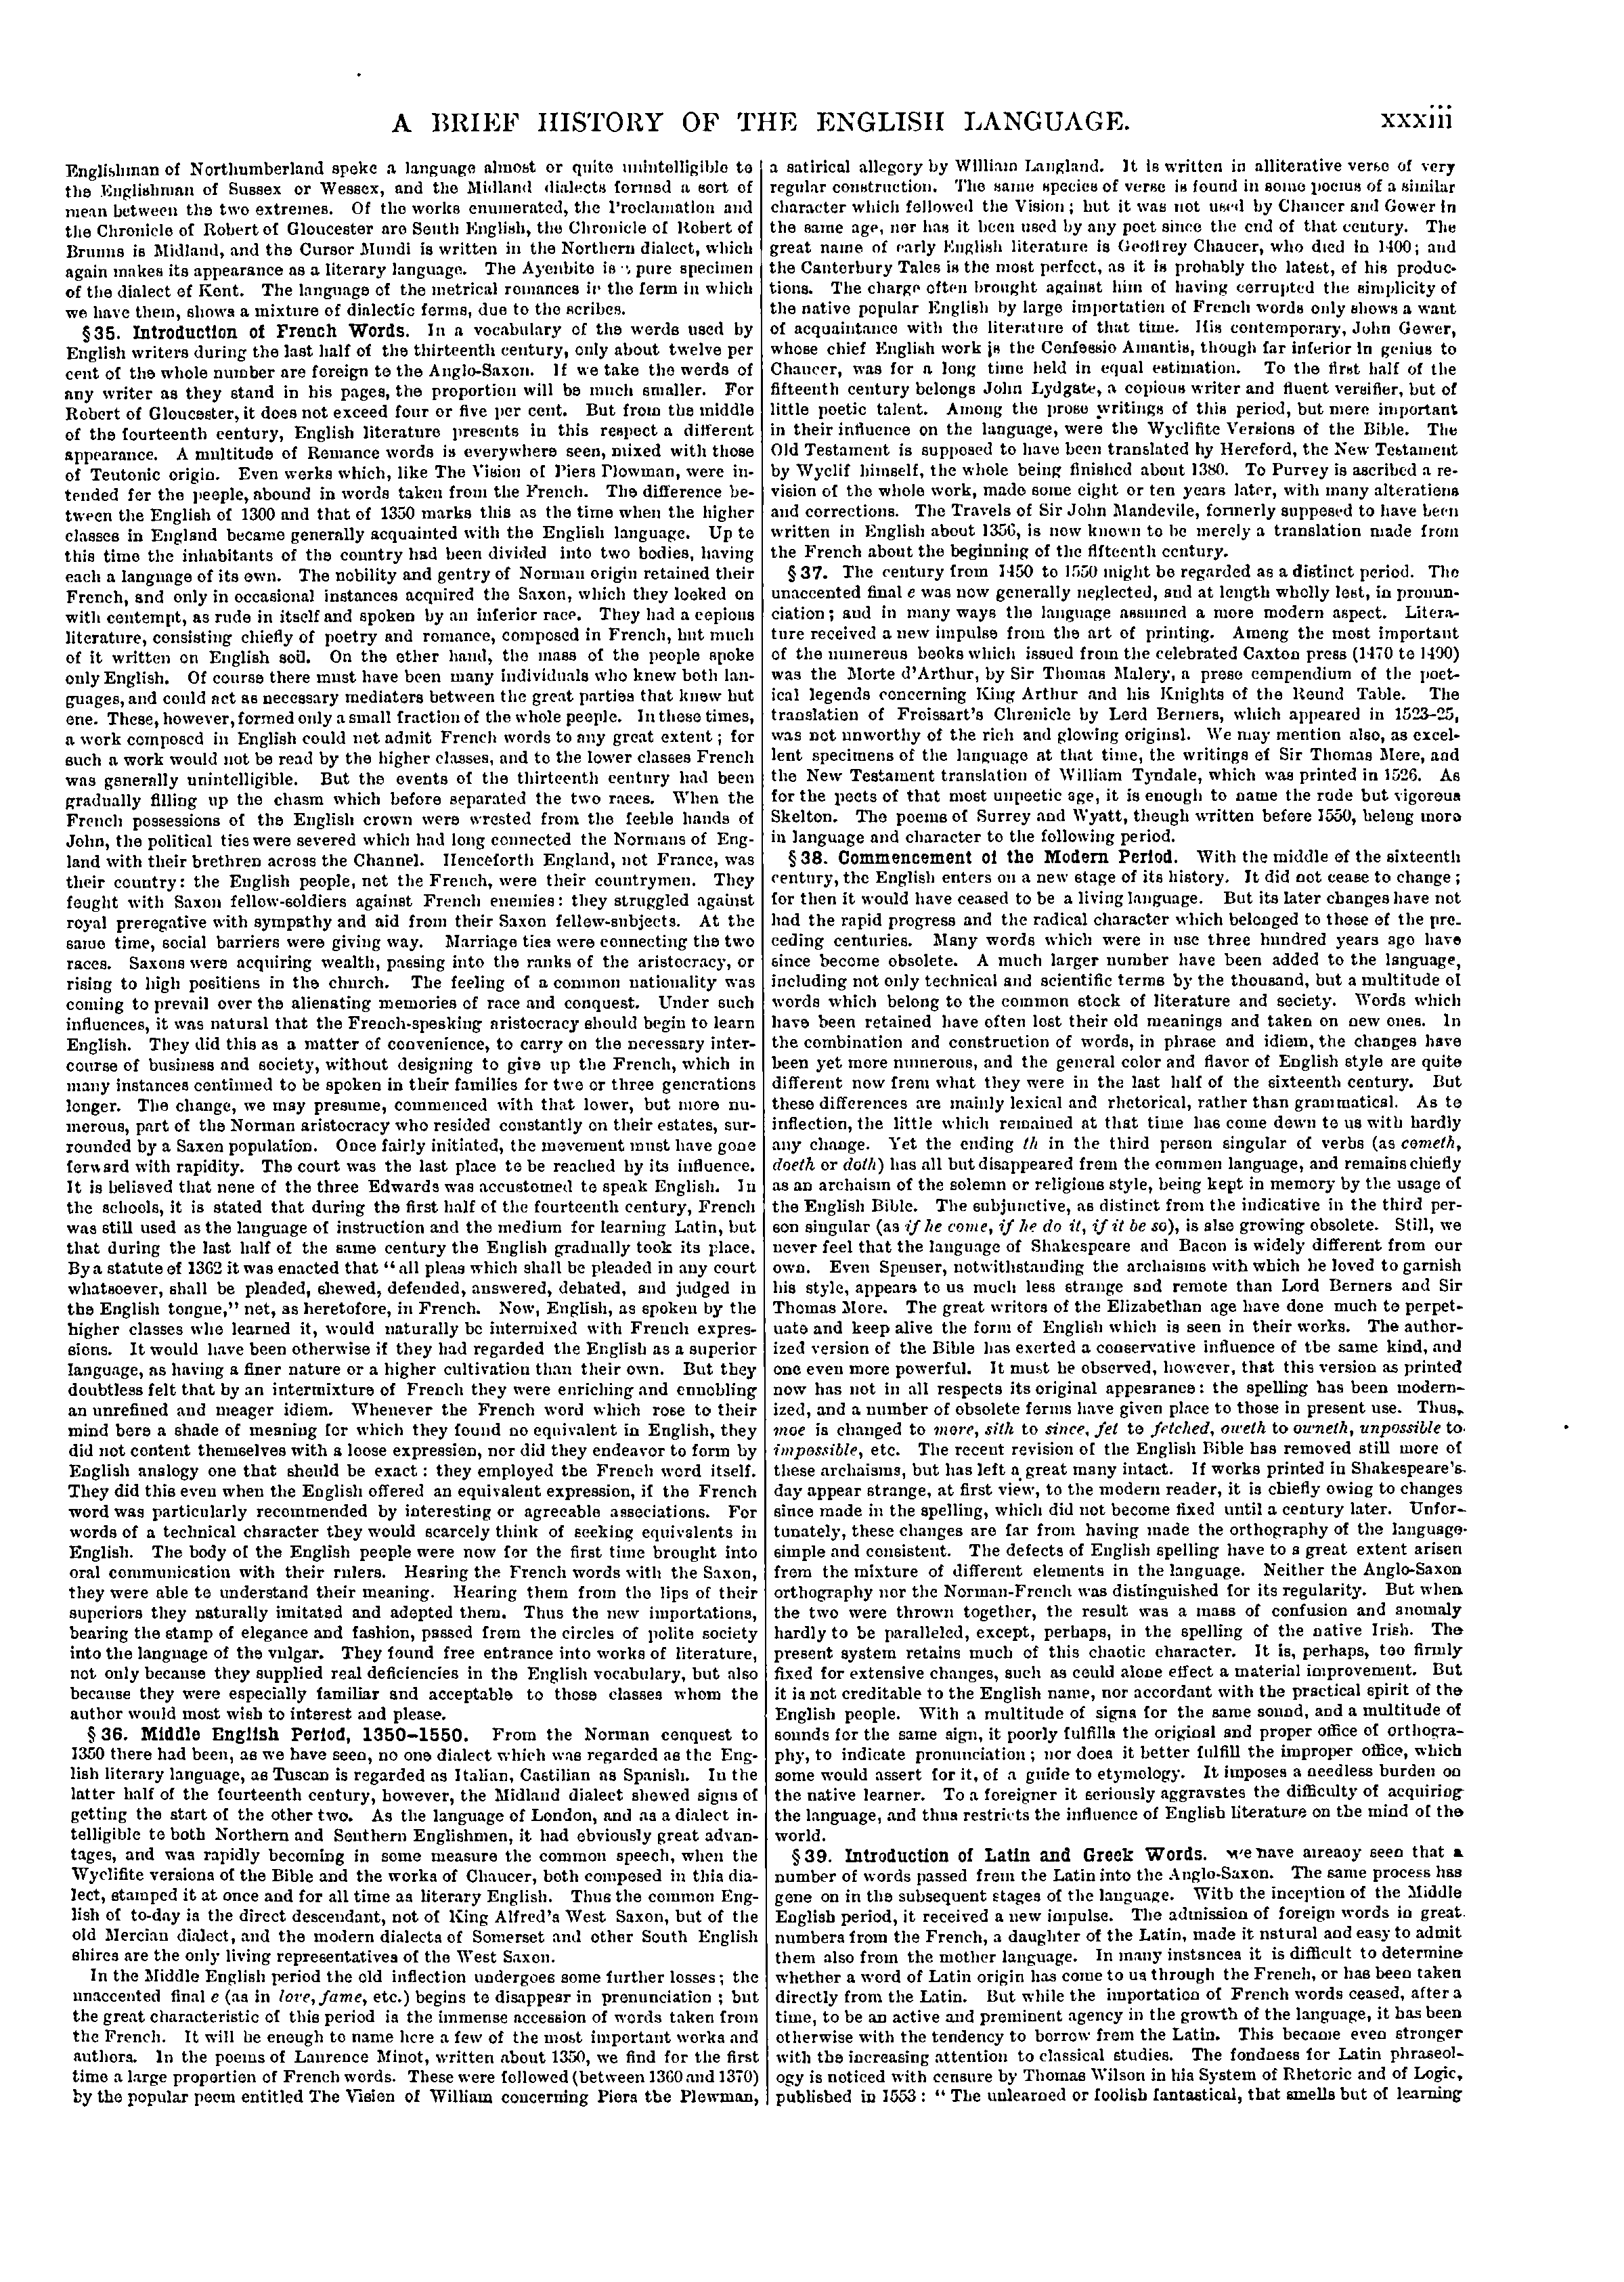 A BRIEF HISTORY OF THE ENGLISH LANGUAGE. xxxiii
Englishman of Northumberland spoke a language almost or quite unintelligible to
the Englishman of Sussex or Wessex, and the Midland dialects formed a sort of
mean between the two extremes. Of the works enumerated, the Proclamation and
the Chronicle of Robert of Gloucester are South English, the Chronicle of Robert of
Brunne is Midland, and the Cursor Mundi is written in the Northern dialect, which
again makes its appearance as a literary language. The Ayenbite is a pure specimen
of the dialect of Kent. The language of the metrical romances in the form in which
we have them, shows a mixture of dialectic forms, due to the scribes.
§ 35. Introduction of French Words. In a vocabulary of the words used by
English writers during the last half of the thirteenth century, only about twelve per
cent of the whole number are foreign to the Anglo-Saxon. If we take the words of
any writer as they stand in his pages, the proportion will be much smaller. For
Robert of Gloucester, it does not exceed four or five per cent. But from the middle
of the fourteenth century, English literature presents in this respect a different
appearance. A multitude of Romance words is everywhere seen, mixed with those
of Teutonic origin. Even works which, like The Vision of Piers Plowman, were in-
tended for the people, abound in words taken from the French. The difference be-
tween the English of 1300 and that of 1350 marks this as the time when the higher
classes in England became generally acquainted with the English language. Up to
this time the inhabitants of the country had been divided into two bodies, having
each a language of its own. The nobility and gentry of Norman origin retained their
French, and only in occasional instances acquired the Saxon, which they looked on
with contempt, as rude in itself and spoken by an inferior race. They had a copious
literature, consisting chiefly of poetry and romance, composed in French, but much
of it written on English soil. On the other hand, the mass of the people spoke
only English. Of course there must have been many individuals who knew both lan-
guages, and could act as necessary mediators between the great parties that knew but
one. These, however, formed only a small fraction of the whole people. In these times,
a work composed in English could not admit French words to any great extent; for
such a work would not be read by the higher classes, and to the lower classes French
was generally unintelligible. But the events of the thirteenth century had been
gradually filling up the chasm which before separated the two races. When the
French possessions of the English crown were wrested from the feeble hands of
John, the political ties were severed which had long connected the Normans of Eng-
land with their brethren across the Channel. Henceforth England, not France, was
their country: the English people, not the French, were their countrymen. They
fought with Saxon fellow-soldiers against French enemies: they struggled against
royal prerogative with sympathy and aid from their Saxon fellow-subjects. At the
same time, social barriers were giving way. Marriage ties were connecting the two
races. Saxons were acquiring wealth, passing into the ranks of the aristocracy, or
rising to high positions in the church. The feeling of a common nationality was
coming to prevail over the alienating memories of race and conquest. Under such
influences, it was natural that the French-speaking aristocracy should begin to learn
English. They did this as a matter of convenience, to carry on the necessary inter-
course of business and society, without designing to give up the French, which in
many instances continued to be spoken in their families for two or three generations
longer. The change, we may presume, commenced with that lower, but more nu-
merous, part of the Norman aristocracy who resided constantly on their estates, sur-
rounded by a Saxon population. Once fairly initiated, the movement must have gone
forward with rapidity. The court was the last place to be reached by its influence.
It is believed that none of the three Edwards was accustomed to speak English. In
the schools, it is stated that during the first half of the fourteenth century, French
was still used as the language of instruction and the medium for learning Latin, but
that during the last half of the same century the English gradually took its place.
By a statute of 1362 it was enacted that "all pleas which shall be pleaded in any court
whatsoever, shall be pleaded, shewed, defended, answered, debated, and judged in
the English tongue," not, as heretofore, in French. Now, English, as spoken by the
higher classes who learned it, would naturally be intermixed with French expres-
sions. It would have been otherwise if they had regarded the English as a superior
language, as having a finer nature or a higher cultivation than their own. But they
doubtless felt that by an intermixture of French they were enriching and ennobling
an unrefined and meager idiom. Whenever the French word which rose to their
mind bore a shade of meaning for which they found no equivalent in English, they
did not content themselves with a loose expression, nor did they endeavor to form by
English analogy one that should be exact: they employed the French word itself.
They did this even when the English offered an equivalent expression, if the French
word was particularly recommended by interesting or agreeable associations. For
words of a technical character they would scarcely think of seeking equivalents in
English. The body of the English people were now for the first time brought into
oral communication with their rulers. Hearing the French words with the Saxon,
they were able to understand their meaning. Hearing them from the lips of their
superiors they naturally imitated and adopted them. Thus the new importations,
bearing the stamp of elegance and fashion, passed from the circles of polite society
into the language of the vulgar. They found free entrance into works of literature,
not only because they supplied real deficiencies in the English vocabulary, but also
because they were especially familiar and acceptable to those classes whom the
author would most wish to interest and please.
§ 36. Middle English Period, 1350–1550. From the Norman conquest to
1350 there had been, as we have seen, no one dialect which was regarded as the Eng-
lish literary language, as Tuscan is regarded as Italian, Castilian as Spanish. In the
latter half of the fourteenth century, however, the Midland dialect showed signs of
getting the start of the other two. As the language of London, and as a dialect in-
telligible to both Northern and Southern Englishmen, it had obviously great advan-
tages, and was rapidly becoming in some measure the common speech, when the
Wyclifite versions of the Bible and the works of Chaucer, both composed in this dia-
lect, stamped it at once and for all time as literary English. Thus the common Eng-
lish of to-day is the direct descendant, not of King Alfred's West Saxon, but of the
old Mercian dialect, and the modern dialects of Somerset and other South English
shires are the only living representatives of the West Saxon.
In the Middle English period the old inflection undergoes some further losses; the
unaccented final e (as in love, fame, etc.) begins to disappear in pronunciation; but
the great characteristic of this period is the immense accession of words taken from
the French. It will be enough to name here a few of the most important works and
authors. In the poems of Laurence Minot, written about 1350, we find for the first
time a large proportion of French words. These were followed (between 1360 and 1370)
by the popular poem entitled The Vision of William concerning Piers the Plowman,
a satirical allegory by William Langland. It is written in alliterative verse of very
regular construction. The same species of verse is found in some poems of a similar
character which followed the Vision; but it was not used by Chaucer and Gower in
the same age, nor has it been used by any poet since the end of that century. The
great name of early English literature is Geoffrey Chaucer, who died in 1400; and
the Canterbury Tales is the most perfect, as it is probably the latest, of his produc-
tions. The charge often brought against him of having corrupted the simplicity of
the native popular English by large importation of French words only shows a want
of acquaintance with the literature of that time. His contemporary, John Gower,
whose chief English work is the Confessio Amantis, though far inferior in genius to
Chaucer, was for a long time held in equal estimation. To the first half of the
fifteenth century belongs John Lydgate, a copious writer and fluent versifier, but of
little poetic talent. Among the prose writings of this period, but more important
in their influence on the language, were the Wyclifite Versions of the Bible. The
Old Testament is supposed to have been translated by Hereford, the New Testament
by Wyclif himself, the whole being finished about 1380. To Purvey is ascribed a re-
vision of the whole work, made some eight or ten years later, with many alterations
and corrections. The Travels of Sir John Mandevile, formerly supposed to have been
written in English about 1356, is now known to be merely a translation made from
the French about the beginning of the fifteenth century.
§ 37. The century from 1450 to 1550 might be regarded as a distinct period. The
unaccented final e was now generally neglected, and at length wholly lost, in pronun-
ciation; and in many ways the language assumed a more modern aspect. Litera-
ture received a new impulse from the art of printing. Among the most important
of the numerous books which issued from the celebrated Caxton press (1470 to 1490)
was the Morte d'Arthur, by Sir Thomas Malory, a prose compendium of the poet-
ical legends concerning King Arthur and his Knights of the Round Table. The
translation of Froissart's Chronicle by Lord Berners, which appeared in 1523–25,
was not unworthy of the rich and glowing original. We may mention also, as excel-
lent specimens of the language at that time, the writings of Sir Thomas More, and
the New Testament translation of William Tyndale, which was printed in 1526. As
for the poets of that most unpoetic age, it is enough to name the rude but vigorous
Skelton. The poems of Surrey and Wyatt, though written before 1550, belong more
in language and character to the following period.
§ 38. Commencement of the Modern Period. With the middle of the sixteenth
century, the English enters on a new stage of its history. It did not cease to change;
for then it would have ceased to be a living language. But its later changes have not
had the rapid progress and the radical character which belonged to those of the pre-
ceding centuries. Many words which were in use three hundred years ago have
since become obsolete. A much larger number have been added to the language,
including not only technical and scientific terms by the thousand, but a multitude of
words which belong to the common stock of literature and society. Words which
have been retained have often lost their old meanings and taken on new ones. In
the combination and construction of words, in phrase and idiom, the changes have
been yet more numerous, and the general color and flavor of English style are quite
different now from what they were in the last half of the sixteenth century. But
these differences are mainly lexical and rhetorical, rather than grammatical. As to
inflection, the little which remained at that time has come down to us with hardly
any change. Yet the ending th in the third person singular of verbs (as cometh,
doeth or doth) has all but disappeared from the common language, and remains chiefly
as an archaism of the solemn or religious style, being kept in memory by the usage of
the English Bible. The subjunctive, as distinct from the indicative in the third per-
son singular (as if he come, if he do it, if it be so), is also growing obsolete. Still, we
never feel that the language of Shakespeare and Bacon is widely different from our
own. Even Spenser, notwithstanding the archaisms with which he loved to garnish
his style, appears to us much less strange and remote than Lord Berners and Sir
Thomas More. The great writers of the Elizabethan age have done much to perpet-
uate and keep alive the form of English which is seen in their works. The author-
ized version of the Bible has exerted a conservative influence of the same kind, and
one even more powerful. It must be observed, however, that this version as printed
now has not in all respects its original appearance: the spelling has been modern-
ized, and a number of obsolete forms have given place to those in present use. Thus,
moe is changed to more, sith to since, fet to fetched, oweth to owneth, unpossible to
impossible, etc. The recent revision of the English Bible has removed still more of
these archaisms, but has left a great many intact. If works printed in Shakespeare's
day appear strange, at first view, to the modern reader, it is chiefly owing to changes
since made in the spelling, which did not become fixed until a century later. Unfor-
tunately, these changes are far from having made the orthography of the language
simple and consistent. The defects of English spelling have to a great extent arisen
from the mixture of different elements in the language. Neither the Anglo-Saxon
orthography nor the Norman-French was distinguished for its regularity. But when
the two were thrown together, the result was a mass of confusion and anomaly
hardly to be paralleled, except, perhaps, in the spelling of the native Irish. The
present system retains much of this chaotic character. It is, perhaps, too firmly
fixed for extensive changes, such as could alone effect a material improvement. But
it is not creditable to the English name, nor accordant with the practical spirit of the
English people. With a multitude of signs for the same sound, and a multitude of
sounds for the same sign, it poorly fulfills the original and proper office of orthogra-
phy, to indicate pronunciation; nor does it better fulfill the improper office, which
some would assert for it, of a guide to etymology. It imposes a needless burden on
the native learner. To a foreigner it seriously aggravates the difficulty of acquiring
the language, and thus restricts the influence of English literature on the mind of the
world.
§ 39. Introduction of Latin and Greek Words. We have already seen that a
number of words passed from the Latin into the Anglo-Saxon. The same process has
gone on in the subsequent stages of the language. With the inception of the Middle
English period, it received a new impulse. The admission of foreign words in great
numbers from the French, a daughter of the Latin, made it natural and easy to admit
them also from the mother language. In many instances it is difficult to determine
whether a word of Latin origin has come to us through the French, or has been taken
directly from the Latin. But while the importation of French words ceased, after a
time, to be an active and prominent agency in the growth of the language, it has been
otherwise with the tendency to borrow from the Latin. This became even stronger
with the increasing attention to classical studies. The fondness for Latin phraseol-
ogy is noticed with censure by Thomas Wilson in his System of Rhetoric and of Logic,
published in 1553: "The unlearned or foolish fantastical, that smells but of learning